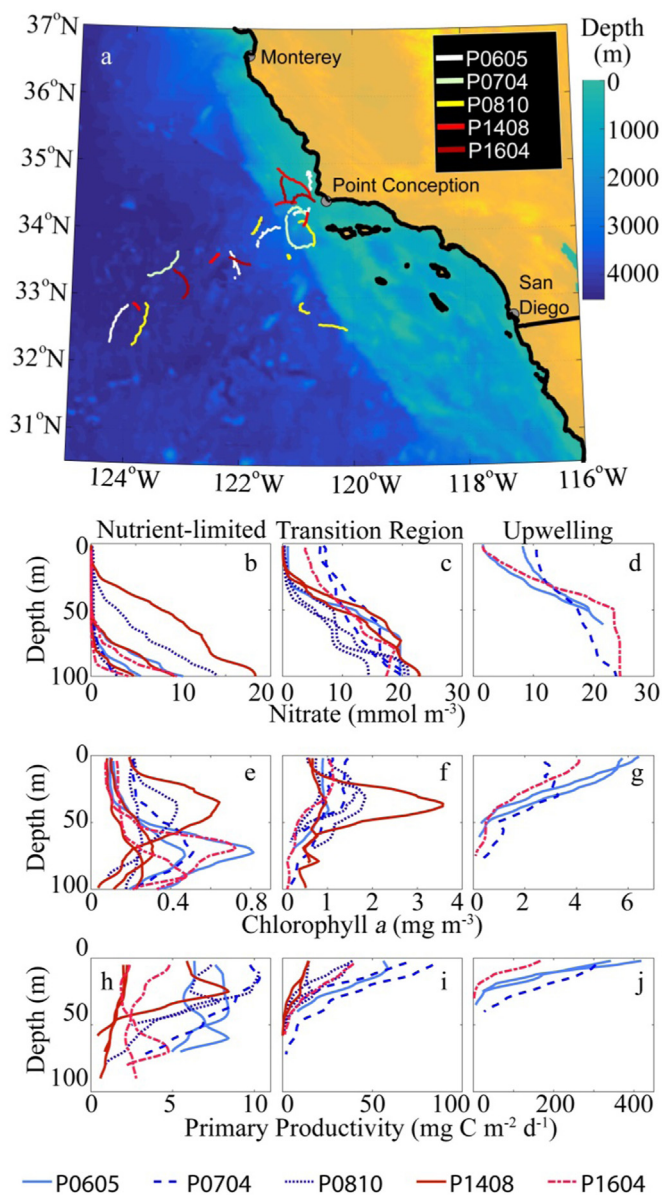 37°N
36°N
35°N
34°N
33°N
32°N
31°N
a
Monterey
P0605
P0704
P0810
P1408
P1604
Point Conception
San
Diego
124°W
122°W
120°W
118°W
116°W
Depth
(m)
0
1000
2000
3000
4000
Nutrient-limited
Transition Region
Upwelling
Depth (m)
0
50
100
b
c
d
0 10 20
0 10 20 30
0 10 20 30
Nitrate (mmol m-3)
Depth (m)
0
50
100
e
f
g
0 0.4 0.8
0 1 2 3 4
0 2 4 6
Chlorophyll a (mg m-3)
Depth (m)
0
50
100
h
i
j
0 5 10
0 50 100
0 200 400
Primary Productivity (mg C m-2 d-1)
P0605 P0704 P0810 P1408 P1604